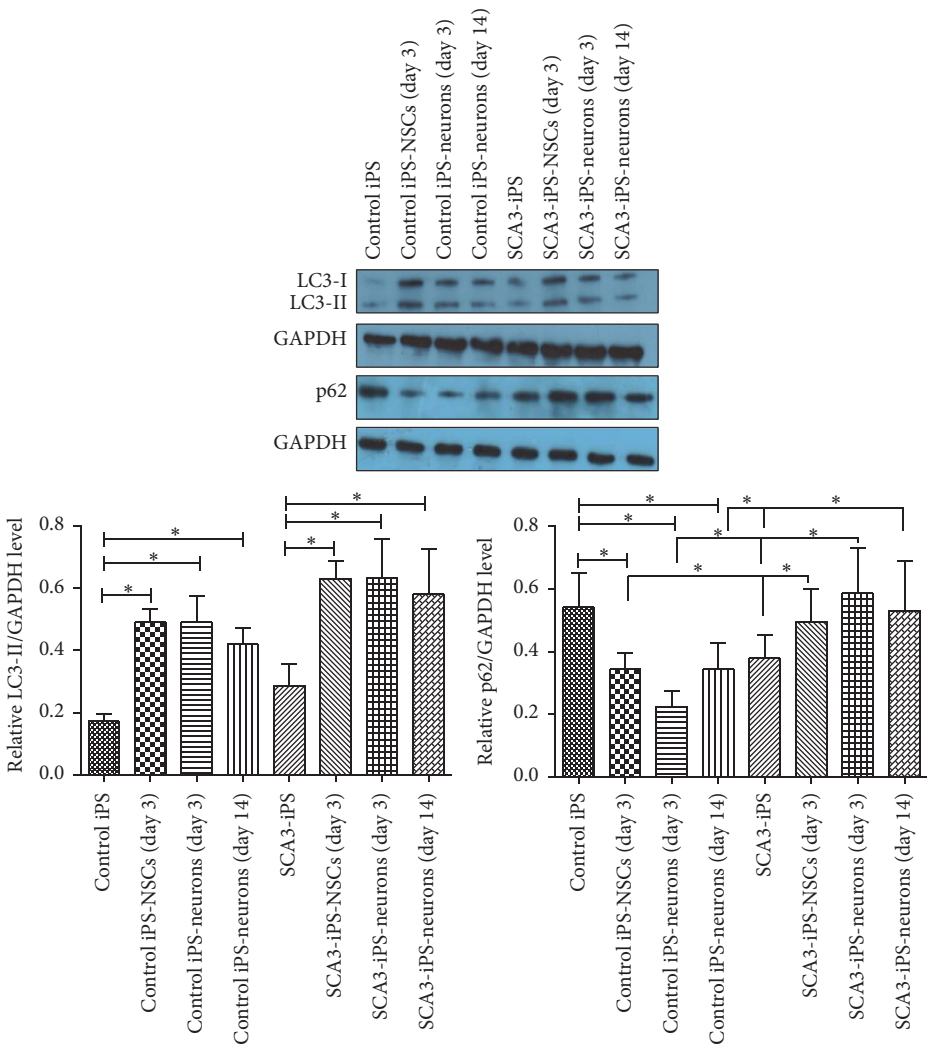 Control iPS
Control iPS-NSCs (day 3)
Control iPS-neurons (day 3)
Control iPS-neurons (day 14)
SCA3-iPS
SCA3-iPS-NSCs (day 3)
SCA3-iPS-neurons (day 3)
SCA3-iPS-neurons (day 14)
LC3-I
LC3-II
GAPDH
p62
GAPDH
Relative LC3-II/GAPDH level
0.8
0.6
0.4
0.2
0.0
*
*
*
*
*
*
Control iPS
Control iPS-NSCs (day 3)
Control iPS-neurons (day 3)
Control iPS-neurons (day 14)
SCA3-iPS
SCA3-iPS-NSCs (day 3)
SCA3-iPS-neurons (day 3)
SCA3-iPS-neurons (day 14)
Relative p62/GAPDH level
0.8
0.6
0.4
0.2
0.0
*
*
*
*
*
*
*
*
*
Control iPS
Control iPS-NSCs (day 3)
Control iPS-neurons (day 3)
Control iPS-neurons (day 14)
SCA3-iPS
SCA3-iPS-NSCs (day 3)
SCA3-iPS-neurons (day 3)
SCA3-iPS-neurons (day 14)